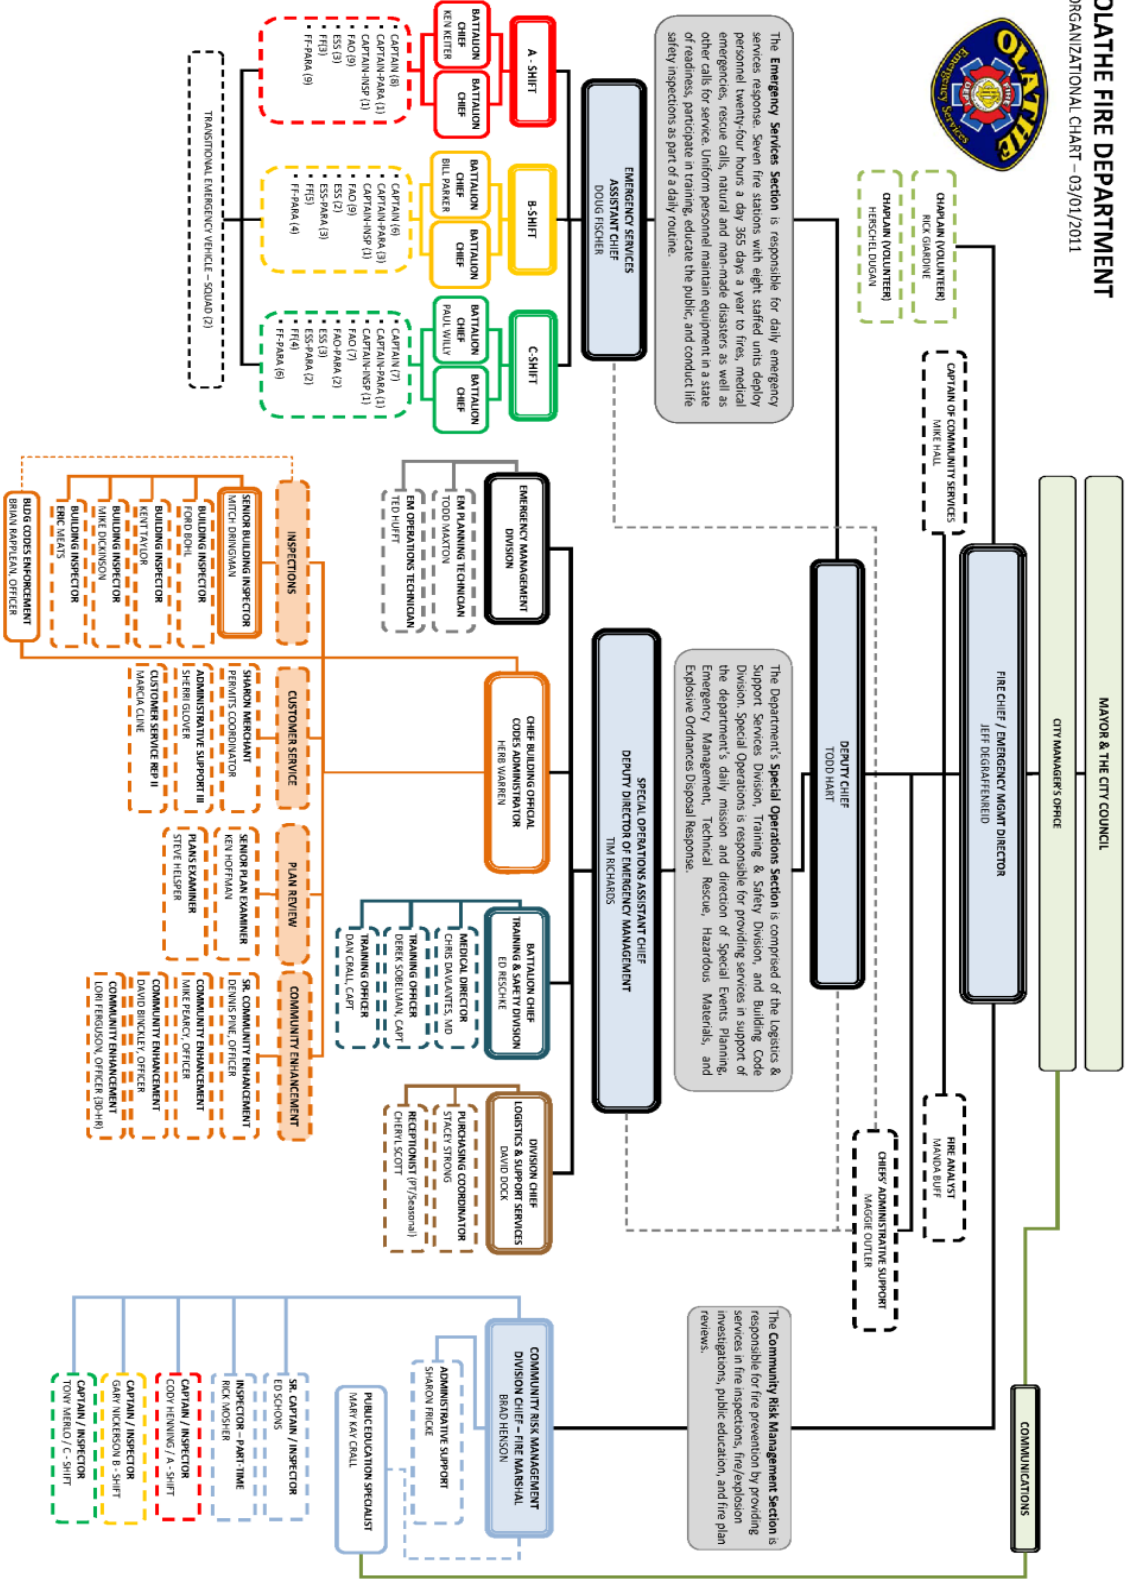 OLATHE FIRE DEPARTMENT
ORGANIZATIONAL CHART – 03/01/2011
OLATHE
FIRE DEPT
Emergency Services
MAYOR & THE CITY COUNCIL
CITY MANAGER'S OFFICE
COMMUNICATIONS
FIRE CHIEF / EMERGENCY MGMT DIRECTOR
JEFF DEGRAFFENREID
CHAPLAIN (VOLUNTEER)
RICK GIARDINE
CHAPLAIN (VOLUNTEER)
HERSCHEL DUGAN
CAPTAIN OF COMMUNITY SERVICES
MIKE HALL
FIRE ANALYST
MANDA BUFF
CHIEFS' ADMINISTRATIVE SUPPORT
MAGGIE OUTLER
DEPUTY CHIEF
TODD HART
The Emergency Services Section is responsible for daily emergency
services response. Seven fire stations with eight staffed units deploy
personnel twenty-four hours a day 365 days a year to fires, medical
emergencies, rescue calls, natural and man-made disasters as well as
other calls for service. Uniform personnel maintain equipment in a state
of readiness, participate in training, educate the public, and conduct life
safety inspections as part of a daily routine.
The Department's Special Operations Section is comprised of the Logistics &
Support Services Division, Training & Safety Division, and Building Code
Division. Special Operations is responsible for providing services in support of
the department's daily mission and direction of Special Events Planning,
Emergency Management, Technical Rescue, Hazardous Materials, and
Explosive Ordnances Disposal Response.
The Community Risk Management Section is
responsible for fire prevention by providing
services in fire inspections, fire/explosion
investigations, public education, and fire plan
reviews.
EMERGENCY SERVICES
ASSISTANT CHIEF
DOUG FISCHER
SPECIAL OPERATIONS ASSISTANT CHIEF
DEPUTY DIRECTOR OF EMERGENCY MANAGEMENT
TIM RICHARDS
COMMUNITY RISK MANAGEMENT
DIVISION CHIEF – FIRE MARSHAL
BRAD HENSON
A - SHIFT
BATTALION
CHIEF
KEN KEITER
BATTALION
CHIEF
▪ CAPTAIN (8)
▪ CAPTAIN-PARA (1)
▪ CAPTAIN-INSP (1)
▪ FAO (9)
▪ ESS (3)
▪ FF(3)
▪ FF-PARA (9)
B-SHIFT
BATTALION
CHIEF
BILL PARKER
BATTALION
CHIEF
▪ CAPTAIN (6)
▪ CAPTAIN-PARA (3)
▪ CAPTAIN-INSP (1)
▪ FAO (9)
▪ ESS (2)
▪ ESS-PARA (3)
▪ FF(5)
▪ FF-PARA (4)
C-SHIFT
BATTALION
CHIEF
PAUL WILLY
BATTALION
CHIEF
▪ CAPTAIN (7)
▪ CAPTAIN-PARA (1)
▪ CAPTAIN-INSP (1)
▪ FAO (7)
▪ FAO-PARA (2)
▪ ESS (3)
▪ ESS-PARA (2)
▪ FF(4)
▪ FF-PARA (6)
TRANSITIONAL EMERGENCY VEHICLE – SQUAD (2)
EMERGENCY MANAGEMENT
DIVISION
EM PLANNING TECHNICIAN
TODD MAXTON
EM OPERATIONS TECHNICIAN
TED HUFFT
CHIEF BUILDING OFFICIAL
CODES ADMINISTRATOR
HERB WARREN
BATTALION CHIEF
TRAINING & SAFETY DIVISION
ED RESCHKE
MEDICAL DIRECTOR
CHRIS DAVLANTES, MD
TRAINING OFFICER
DEREK SOBELMAN, CAPT
TRAINING OFFICER
DAN CRALL, CAPT
DIVISION CHIEF
LOGISTICS & SUPPORT SERVICES
DAVID DOCK
PURCHASING COORDINATOR
STACEY STRONG
RECEPTIONIST (PT/Seasonal)
CHERYL SCOTT
INSPECTIONS
SENIOR BUILDING INSPECTOR
MITCH DRINGMAN
BUILDING INSPECTOR
FORD BOHL
BUILDING INSPECTOR
KENT TAYLOR
BUILDING INSPECTOR
MIKE DICKINSON
BUILDING INSPECTOR
ERIC MEATS
BLDG CODES ENFORCEMENT
BRIAN RAPPLEAN, OFFICER
CUSTOMER SERVICE
SHARON MERCHANT
PERMITS COORDINATOR
ADMINISTRATIVE SUPPORT III
SHERRI GLOVER
CUSTOMER SERVICE REP II
MARCIA CLINE
PLAN REVIEW
SENIOR PLAN EXAMINER
KEN HOFFMAN
PLANS EXAMINER
STEVE HELSPER
COMMUNITY ENHANCEMENT
SR. COMMUNITY ENHANCEMENT
DENNIS PINE, OFFICER
COMMUNITY ENHANCEMENT
MIKE PEARCY, OFFICER
COMMUNITY ENHANCEMENT
DAVID BINCKLEY, OFFICER
COMMUNITY ENHANCEMENT
LORI FERGUSON, OFFICER (30-HR)
ADMINISTRATIVE SUPPORT
SHARON FRICKE
PUBLIC EDUCATION SPECIALIST
MARY KAY CRALL
SR. CAPTAIN / INSPECTOR
ED SCHONS
INSPECTOR – PART-TIME
RICK MOSHER
CAPTAIN / INSPECTOR
CODY HENNING / A - SHIFT
CAPTAIN / INSPECTOR
GARY NICKERSON B - SHIFT
CAPTAIN / INSPECTOR
TONY MERLO / C - SHIFT